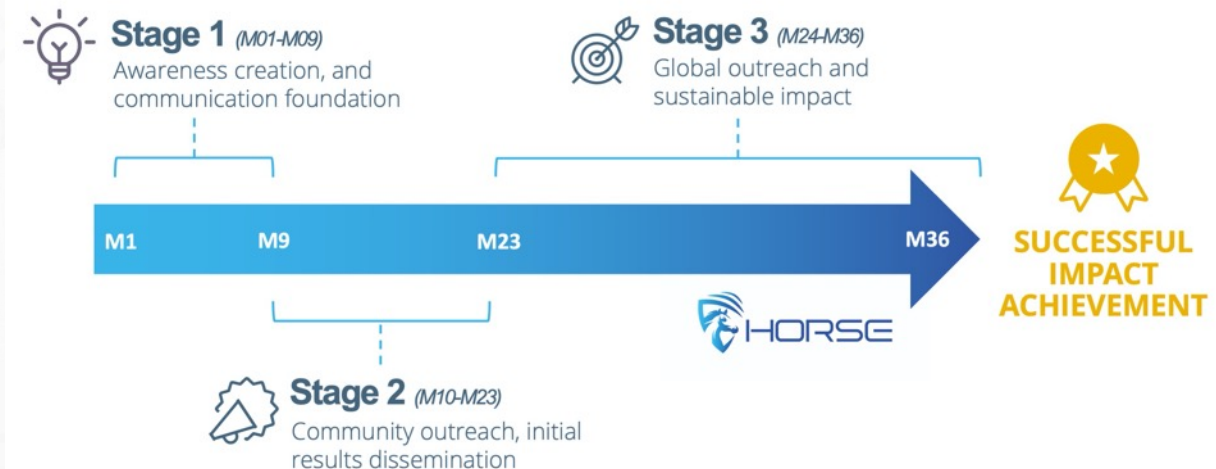 Stage 1 (M01-M09)
Awareness creation, and
communication foundation
Stage 3 (M24-M36)
Global outreach and
sustainable impact
M1
M9
M23
M36
SUCCESSFUL
IMPACT
ACHIEVEMENT
HORSE
Stage 2 (M10-M23)
Community outreach, initial
results dissemination